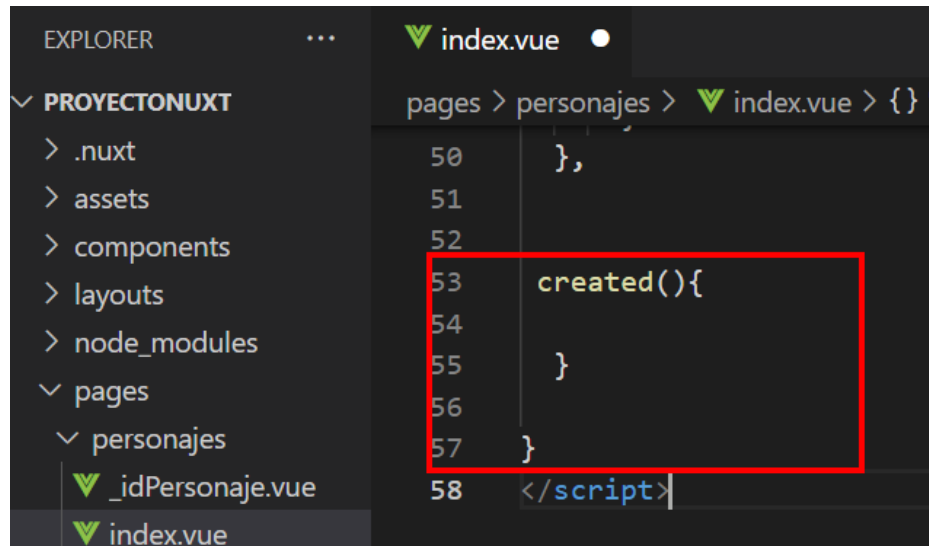 EXPLORER ...
PROYECTONUXT
.nuxt
assets
components
layouts
node_modules
pages
personajes
_idPersonaje.vue
index.vue
index.vue
pages > personajes > index.vue > {}
50 },
51
52
53 created(){
54
55 }
56
57 }
58 </script>